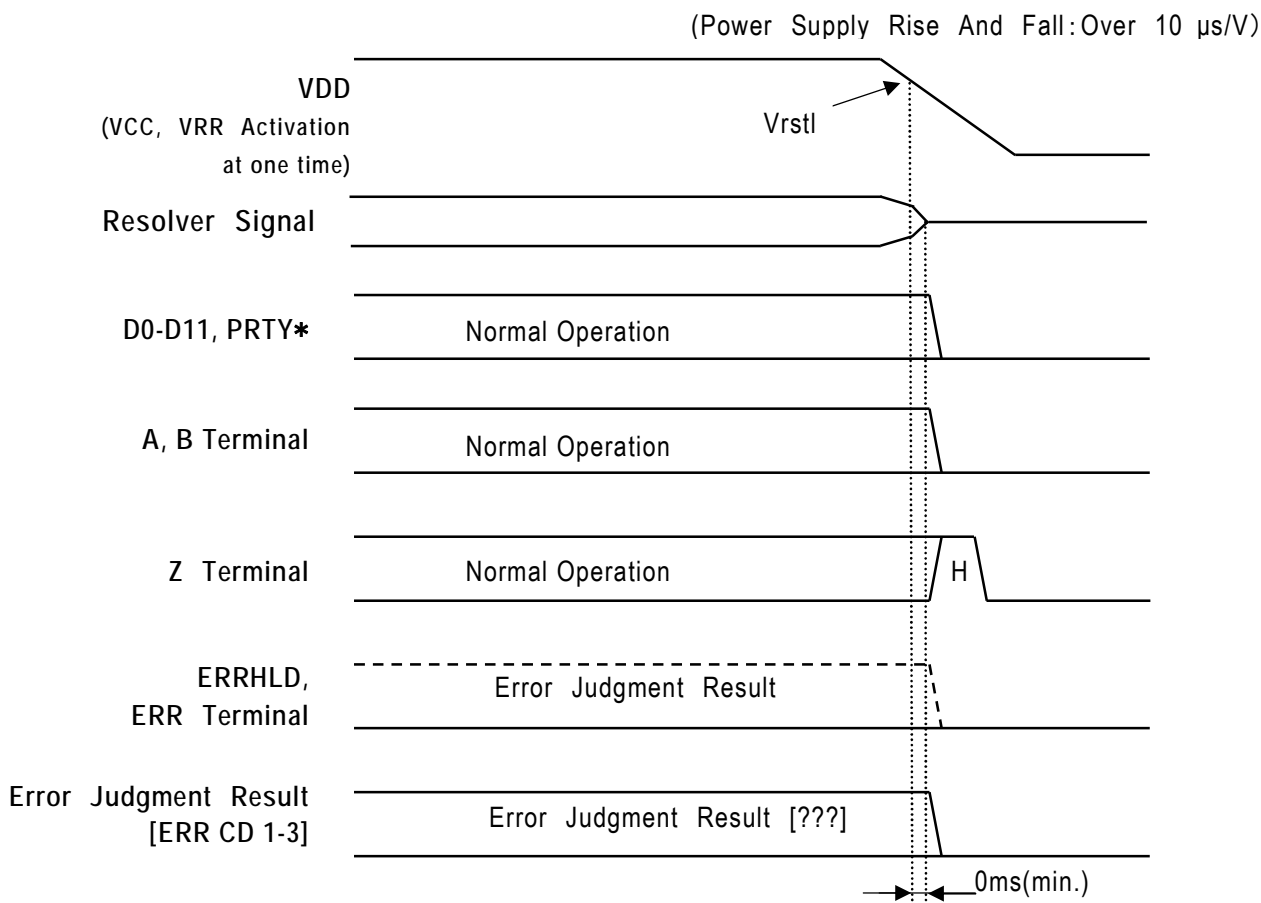 (Power Supply Rise And Fall:Over 10 μs/V)
VDD
(VCC, VRR Activation
at one time)
Vrstl
Resolver Signal
D0-D11, PRTY*
Normal Operation
A, B Terminal
Normal Operation
Z Terminal
Normal Operation
H
ERRHLD,
ERR Terminal
Error Judgment Result
Error Judgment Result
[ERR CD 1-3]
Error Judgment Result [???]
0ms(min.)